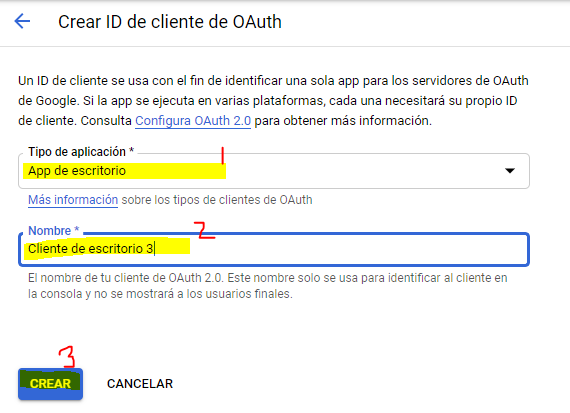 Crear ID de cliente de OAuth
Un ID de cliente se usa con el fin de identificar una sola app para los servidores de OAuth
de Google. Si la app se ejecuta en varias plataformas, cada una necesitará su propio ID
de cliente. Consulta Configura OAuth 2.0 para obtener más información.
Tipo de aplicación *
1
App de escritorio
Más información sobre los tipos de clientes de OAuth
Nombre *
2
Cliente de escritorio 3
El nombre de tu cliente de OAuth 2.0. Este nombre solo se usa para identificar al cliente en
la consola y no se mostrará a los usuarios finales.
3
CREAR CANCELAR